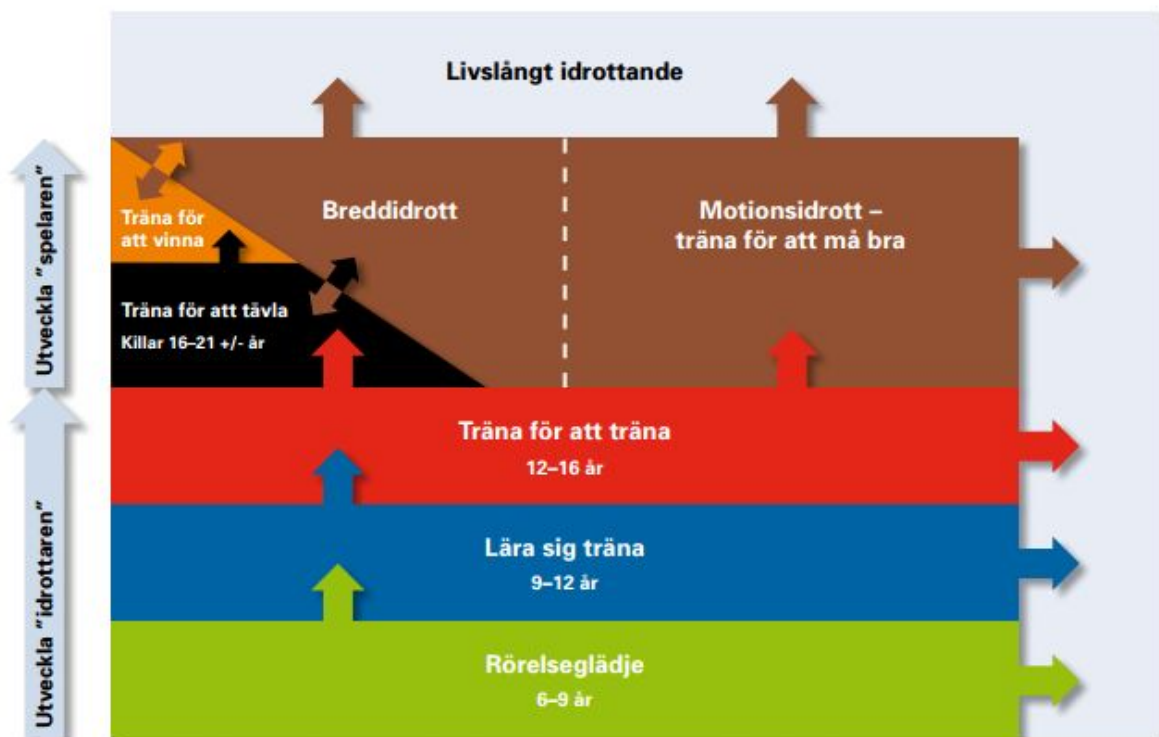 Livslångt idrottande
Utveckla "spelaren"
Träna för
att vinna
Breddidrott
Motionsidrott –
träna för att må bra
Träna för att tävla
Killar 16–21 +/- år
Utveckla "idrottaren"
Träna för att träna
12–16 år
Lära sig träna
9–12 år
Rörelseglädje
6–9 år